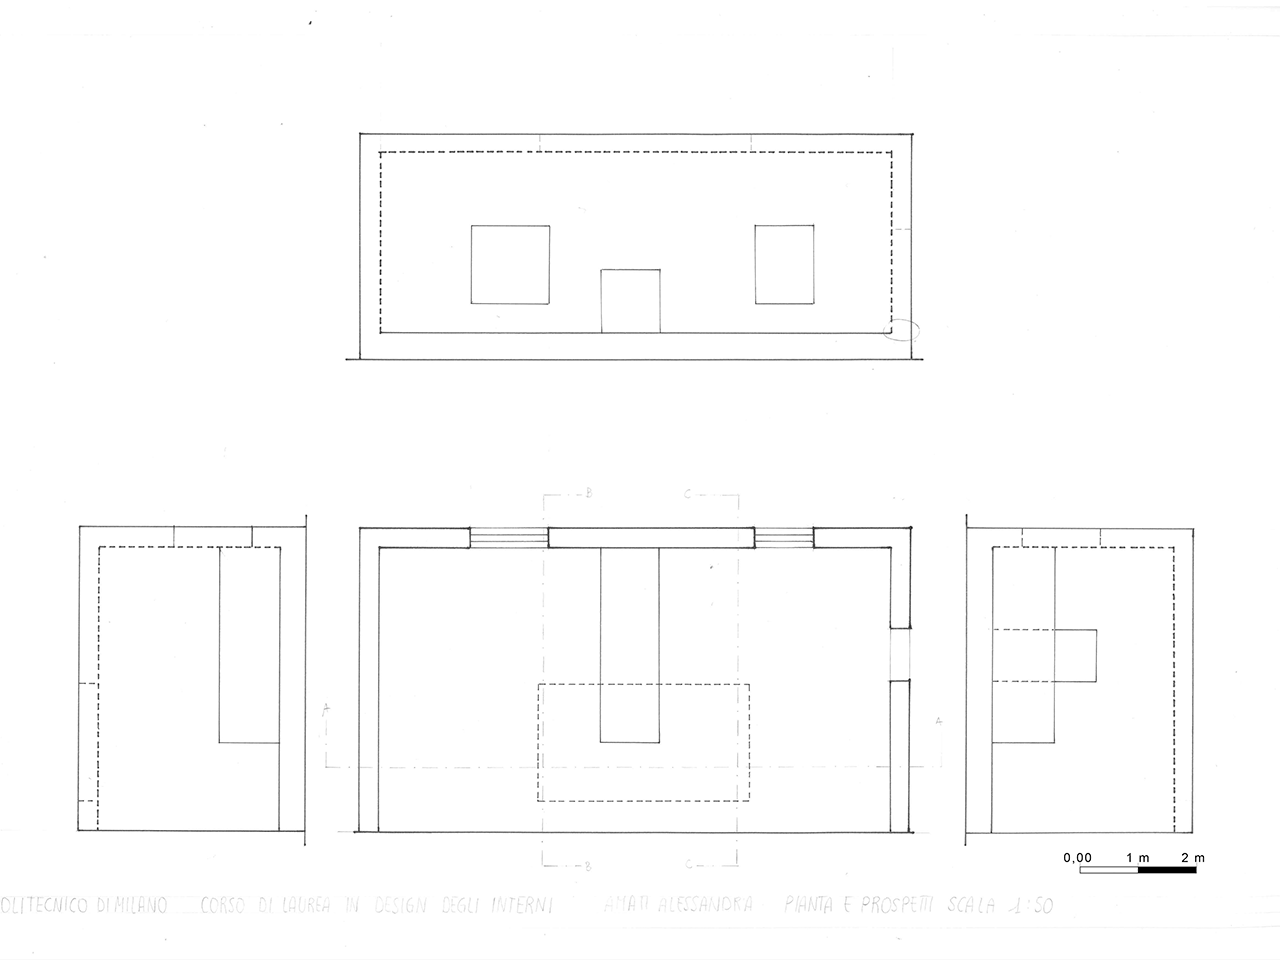 B C
A A
B C
0,00 1 m 2 m
OLITECNICO DI MILANO CORSO DI LAUREA IN DESIGN DEGLI INTERNI AMATI ALESSANDRA PIANTA E PROSPETTI SCALA 1:50